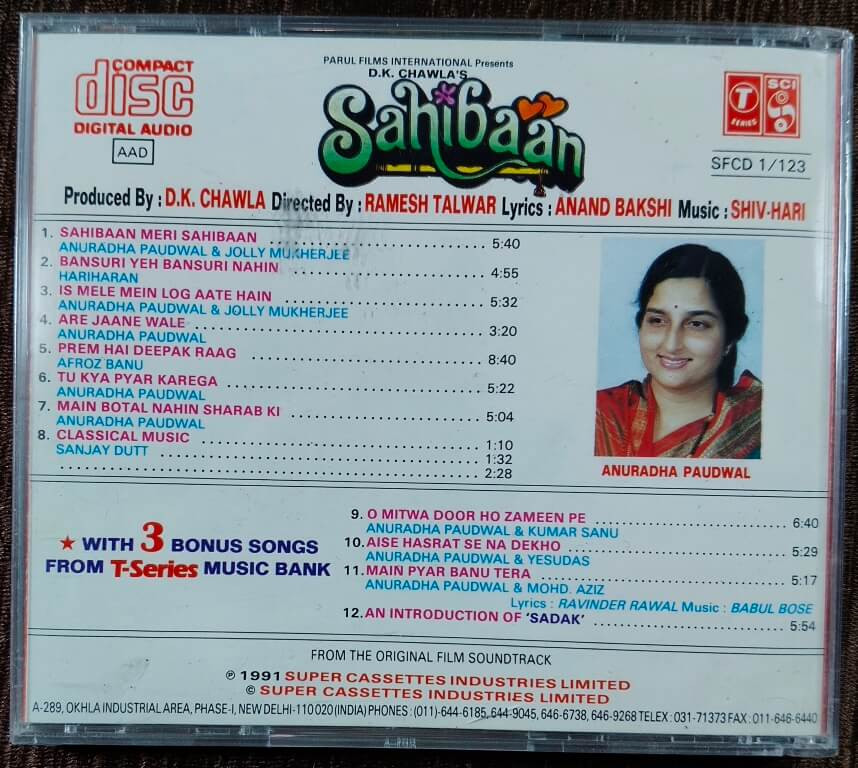 COMPACT
disc
DIGITAL AUDIO
AAD
PARUL FILMS INTERNATIONAL Presents
D.K. CHAWLA'S
Sahibaan
T
SERIES
SCI
SFCD 1/123
Produced By : D.K. CHAWLA Directed By : RAMESH TALWAR Lyrics : ANAND BAKSHI Music : SHIV-HARI
1. SAHIBAAN MERI SAHIBAAN ........ 5:40
ANURADHA PAUDWAL & JOLLY MUKHERJEE
2. BANSURI YEH BANSURI NAHIN ........ 4:55
HARIHARAN
3. IS MELE MEIN LOG AATE HAIN ........ 5:32
ANURADHA PAUDWAL & JOLLY MUKHERJEE
4. ARE JAANE WALE ........ 3:20
ANURADHA PAUDWAL
5. PREM HAI DEEPAK RAAG ........ 8:40
AFROZ BANU
6. TU KYA PYAR KAREGA ........ 5:22
ANURADHA PAUDWAL
7. MAIN BOTAL NAHIN SHARAB KI ........ 5:04
ANURADHA PAUDWAL
8. CLASSICAL MUSIC ........ 1:10
SANJAY DUTT ........ 1:32
........ 2:28
ANURADHA PAUDWAL
★ WITH 3 BONUS SONGS
FROM T-Series MUSIC BANK
9. O MITWA DOOR HO ZAMEEN PE ........ 6:40
ANURADHA PAUDWAL & KUMAR SANU
10. AISE HASRAT SE NA DEKHO ........ 5:29
ANURADHA PAUDWAL & YESUDAS
11. MAIN PYAR BANU TERA ........ 5:17
ANURADHA PAUDWAL & MOHD. AZIZ
Lyrics : RAVINDER RAWAL Music : BABUL BOSE
12. AN INTRODUCTION OF 'SADAK' ........ 5:54
FROM THE ORIGINAL FILM SOUNDTRACK
℗ 1991 SUPER CASSETTES INDUSTRIES LIMITED
© SUPER CASSETTES INDUSTRIES LIMITED
A-289, OKHLA INDUSTRIAL AREA, PHASE-I, NEW DELHI-110 020 (INDIA) PHONES : (011)-644-6185, 644-9045, 646-6738, 646-9268 TELEX : 031-71373 FAX : 011-646-6440